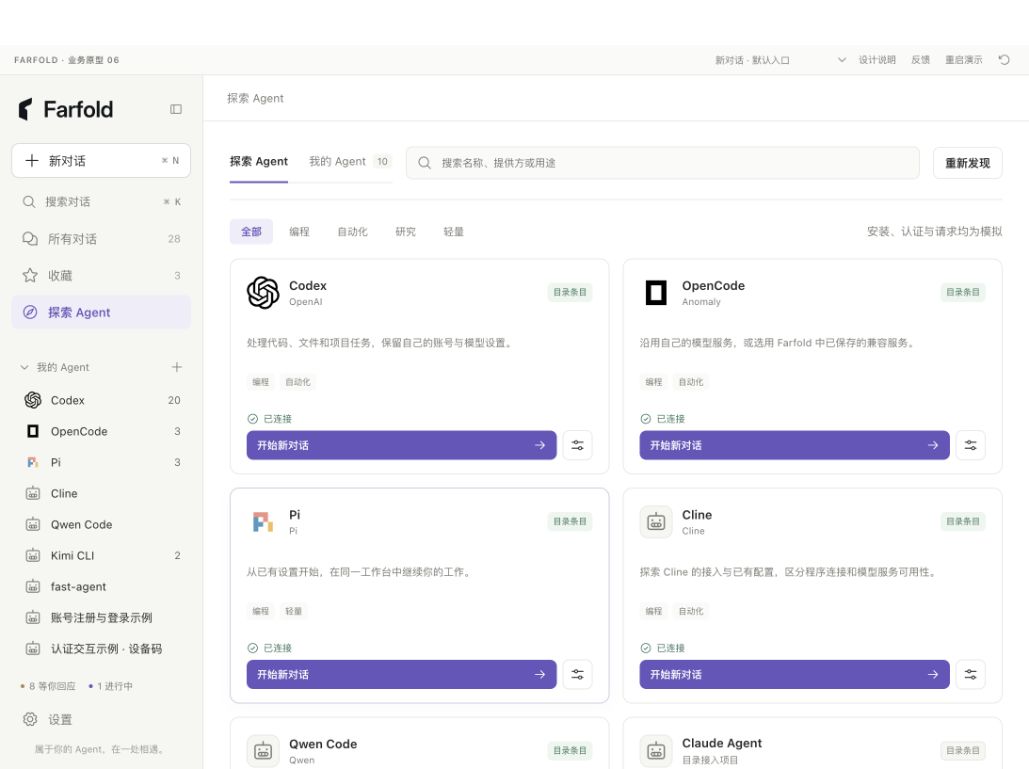 FARFOLD · 业务原型 06
新对话 · 默认入口
设计说明
反馈
重启演示
Farfold
新对话
⌘ N
搜索对话
⌘ K
所有对话
28
收藏
3
探索 Agent
我的 Agent
Codex
20
OpenCode
3
Pi
3
Cline
Qwen Code
Kimi CLI
2
fast-agent
账号注册与登录示例
认证交互示例 · 设备码
8 等你回应
1 进行中
设置
属于你的 Agent，在一处相遇。
探索 Agent
探索 Agent
我的 Agent 10
搜索名称、提供方或用途
重新发现
全部
编程
自动化
研究
轻量
安装、认证与请求均为模拟
Codex
OpenAI
目录条目
处理代码、文件和项目任务，保留自己的账号与模型设置。
编程
自动化
已连接
开始新对话
OpenCode
Anomaly
目录条目
沿用自己的模型服务，或选用 Farfold 中已保存的兼容服务。
编程
自动化
已连接
开始新对话
Pi
Pi
目录条目
从已有设置开始，在同一工作台中继续你的工作。
编程
轻量
已连接
开始新对话
Cline
Cline
目录条目
探索 Cline 的接入与已有配置，区分程序连接和模型服务可用性。
编程
自动化
已连接
开始新对话
Qwen Code
Qwen
目录条目
Claude Agent
目录接入项目
目录条目